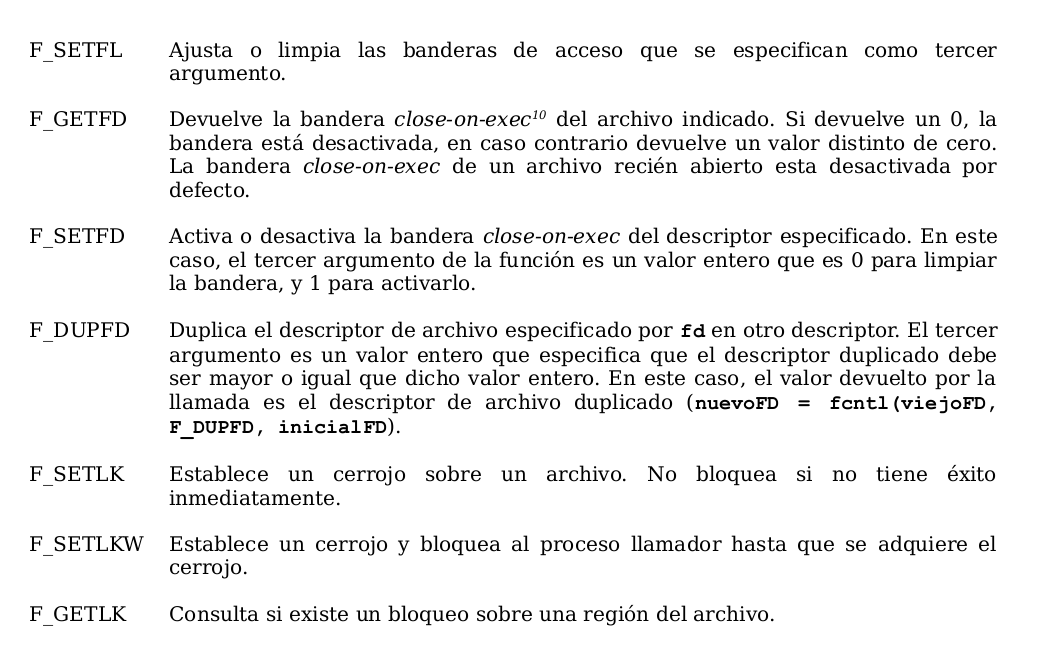 F_SETFL Ajusta o limpia las banderas de acceso que se especifican como tercer
argumento.
F_GETFD Devuelve la bandera close-on-exec10 del archivo indicado. Si devuelve un 0, la
bandera está desactivada, en caso contrario devuelve un valor distinto de cero.
La bandera close-on-exec de un archivo recién abierto esta desactivada por
defecto.
F_SETFD Activa o desactiva la bandera close-on-exec del descriptor especificado. En este
caso, el tercer argumento de la función es un valor entero que es 0 para limpiar
la bandera, y 1 para activarlo.
F_DUPFD Duplica el descriptor de archivo especificado por fd en otro descriptor. El tercer
argumento es un valor entero que especifica que el descriptor duplicado debe
ser mayor o igual que dicho valor entero. En este caso, el valor devuelto por la
llamada es el descriptor de archivo duplicado (nuevoFD = fcntl(viejoFD,
F_DUPFD, inicialFD).
F_SETLK Establece un cerrojo sobre un archivo. No bloquea si no tiene éxito
inmediatamente.
F_SETLKW Establece un cerrojo y bloquea al proceso llamador hasta que se adquiere el
cerrojo.
F_GETLK Consulta si existe un bloqueo sobre una región del archivo.